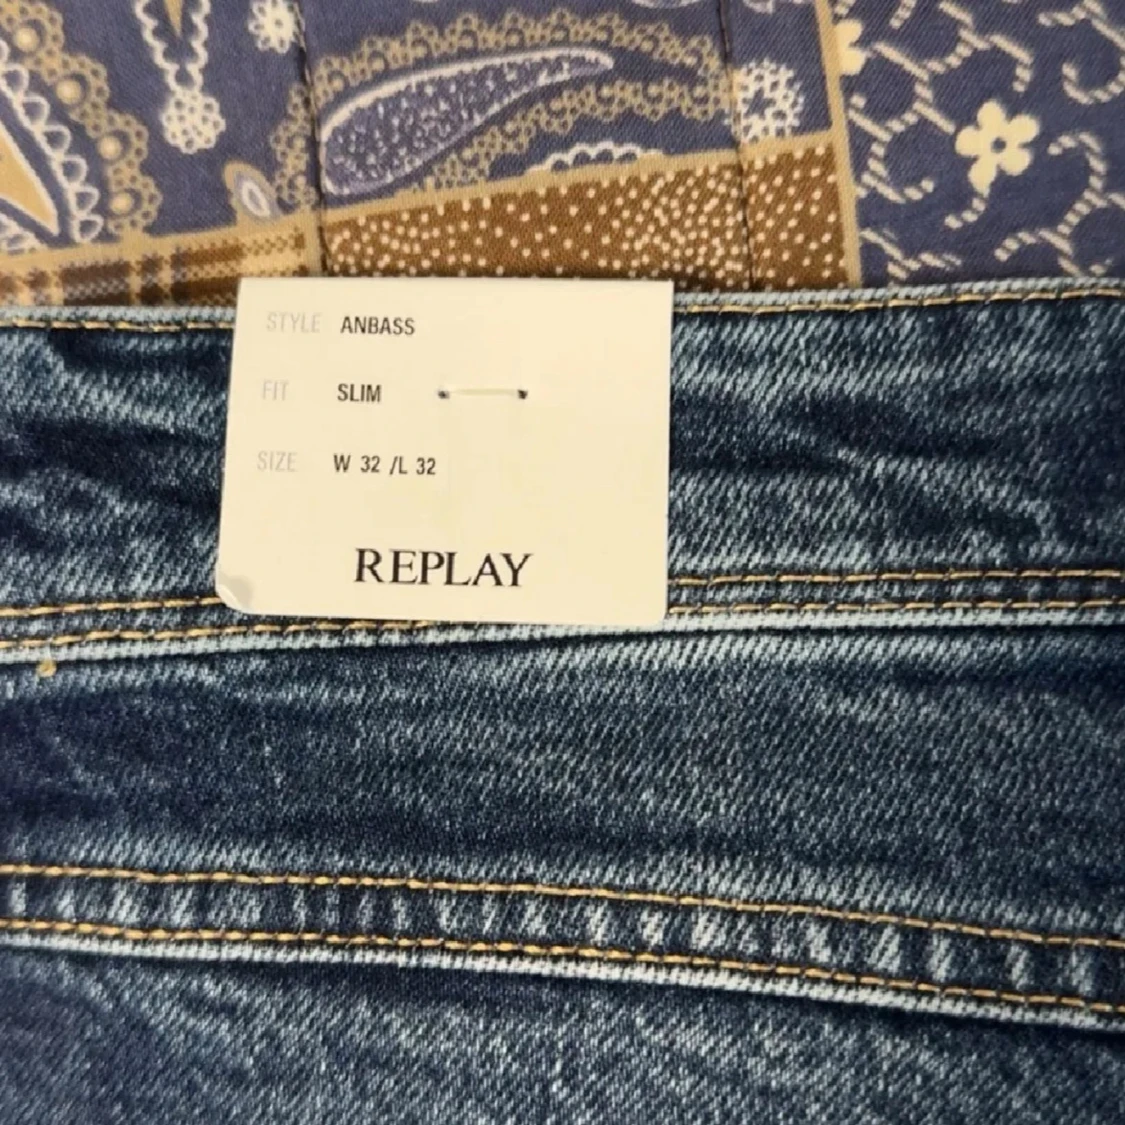 STYLE ANBASS
FIT SLIM
SIZE W 32 /L 32
REPLAY